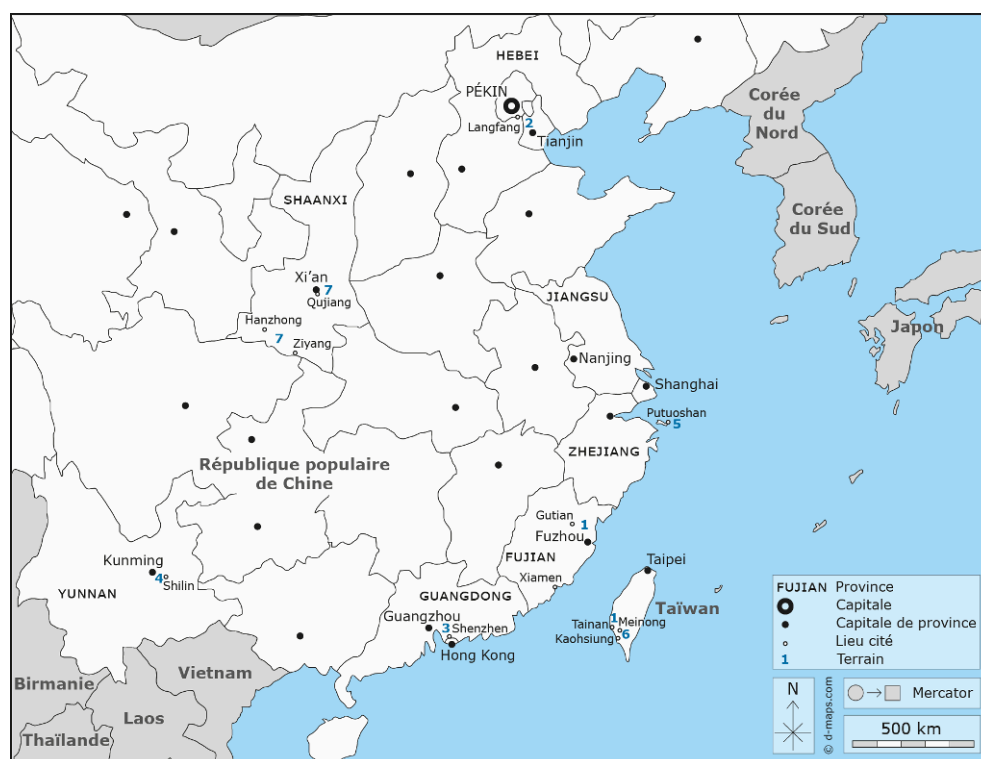 HEBEI
PÉKIN
Langfang
2
Tianjin
Corée
du Nord
Corée
du Sud
SHAANXI
Xi’an
7
Qujiang
Hanzhong
7
Ziyang
JIANGSU
Nanjing
Shanghai
Japon
Putuoshan
5
ZHEJIANG
République populaire
de Chine
Gutian
1
Fuzhou
FUJIAN
Xiamen
Kunming
4
Shilin
YUNNAN
GUANGDONG
Guangzhou
3
Shenzhen
Hong Kong
Taipei
Taïwan
1
Tainan
Meinong
Kaohsiung
6
Birmanie
Vietnam
Laos
Thaïlande
FUJIAN Province
Capitale
Capitale de province
Lieu cité
1 Terrain
N
© d-maps.com
Mercator
500 km